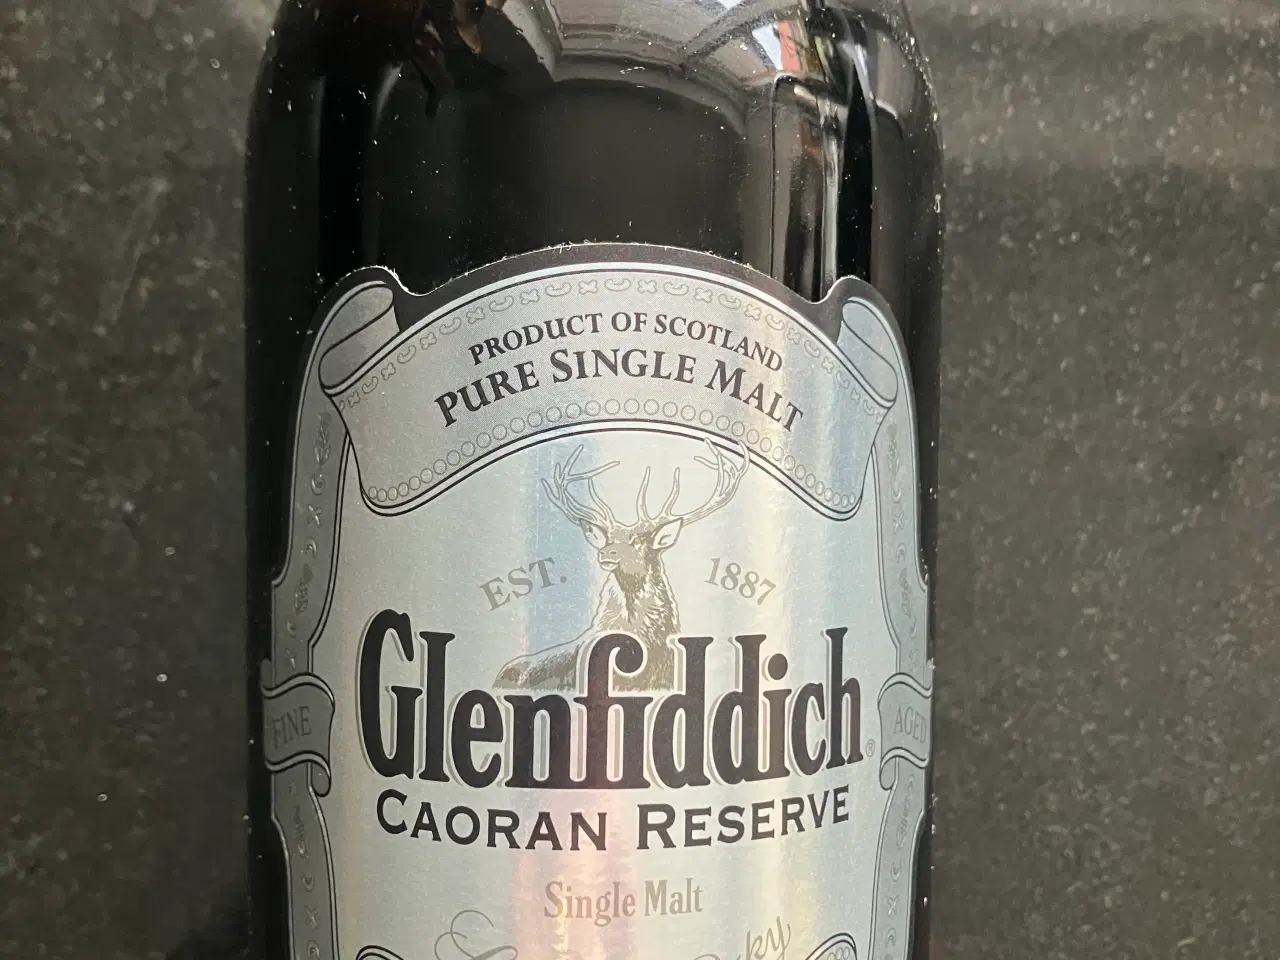 PRODUCT OF SCOTLAND
PURE SINGLE MALT
EST. 1887
Glenfiddich®
FINE AGED
CAORAN RESERVE
Single Malt